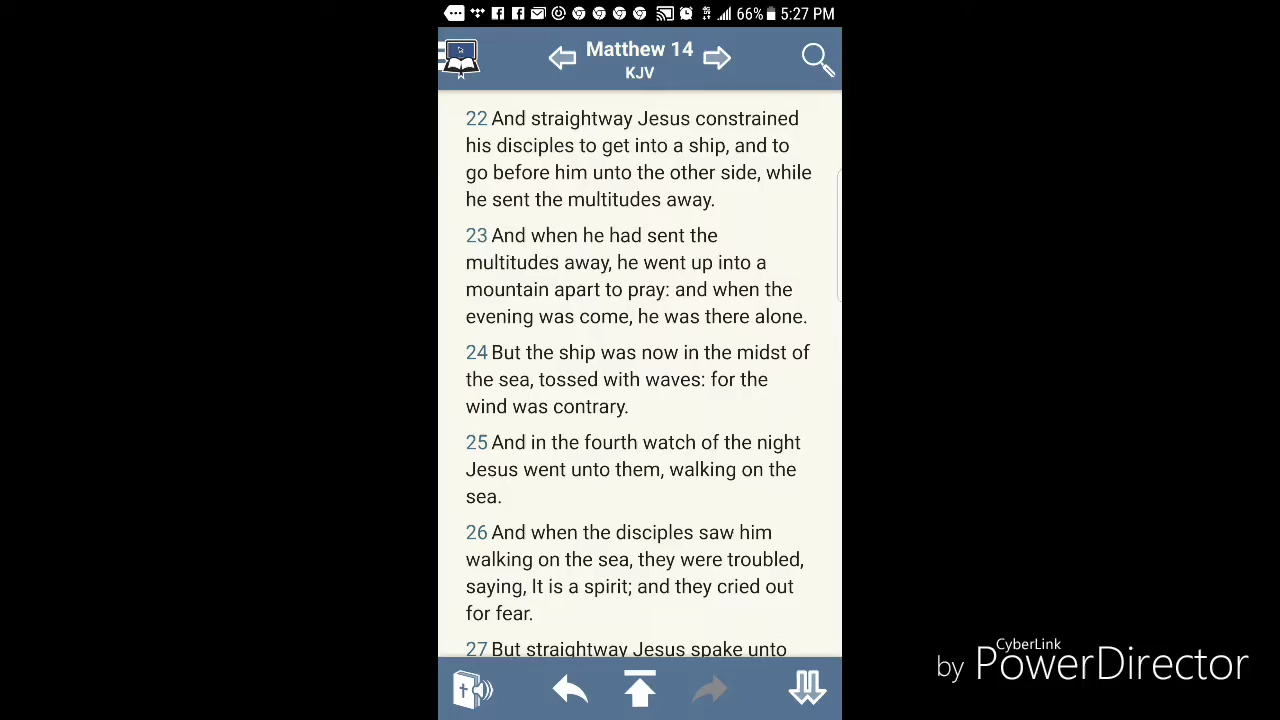 66% 5:27 PM
Matthew 14
KJV
22 And straightway Jesus constrained
his disciples to get into a ship, and to
go before him unto the other side, while
he sent the multitudes away.
23 And when he had sent the
multitudes away, he went up into a
mountain apart to pray: and when the
evening was come, he was there alone.
24 But the ship was now in the midst of
the sea, tossed with waves: for the
wind was contrary.
25 And in the fourth watch of the night
Jesus went unto them, walking on the
sea.
26 And when the disciples saw him
walking on the sea, they were troubled,
saying, It is a spirit; and they cried out
for fear.
27 But straightway Jesus spake unto
CyberLink
by PowerDirector